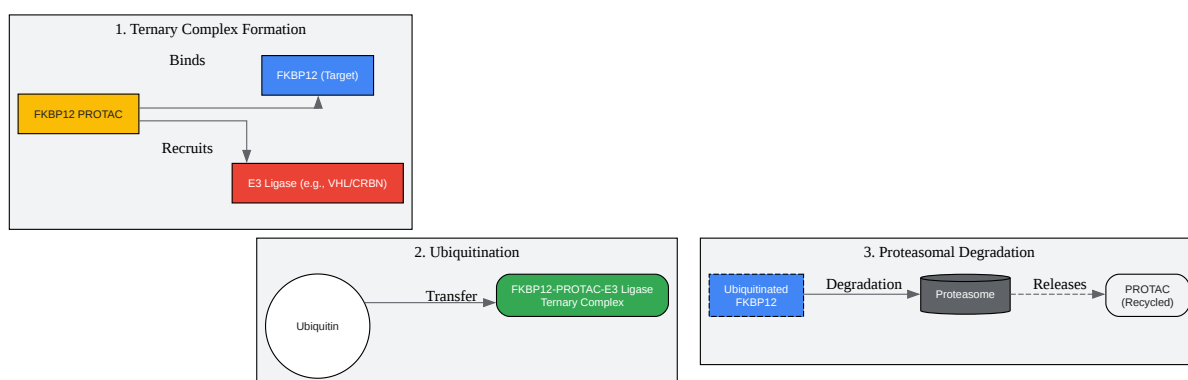 1. Ternary Complex Formation
Binds
FKBP12 (Target)
FKBP12 PROTAC
Recruits
E3 Ligase (e.g., VHL/CRBN)
2. Ubiquitination
Ubiquitin
Transfer
FKBP12-PROTAC-E3 Ligase
Ternary Complex
3. Proteasomal Degradation
Ubiquitinated
FKBP12
Degradation
Proteasome
Releases
PROTAC
(Recycled)